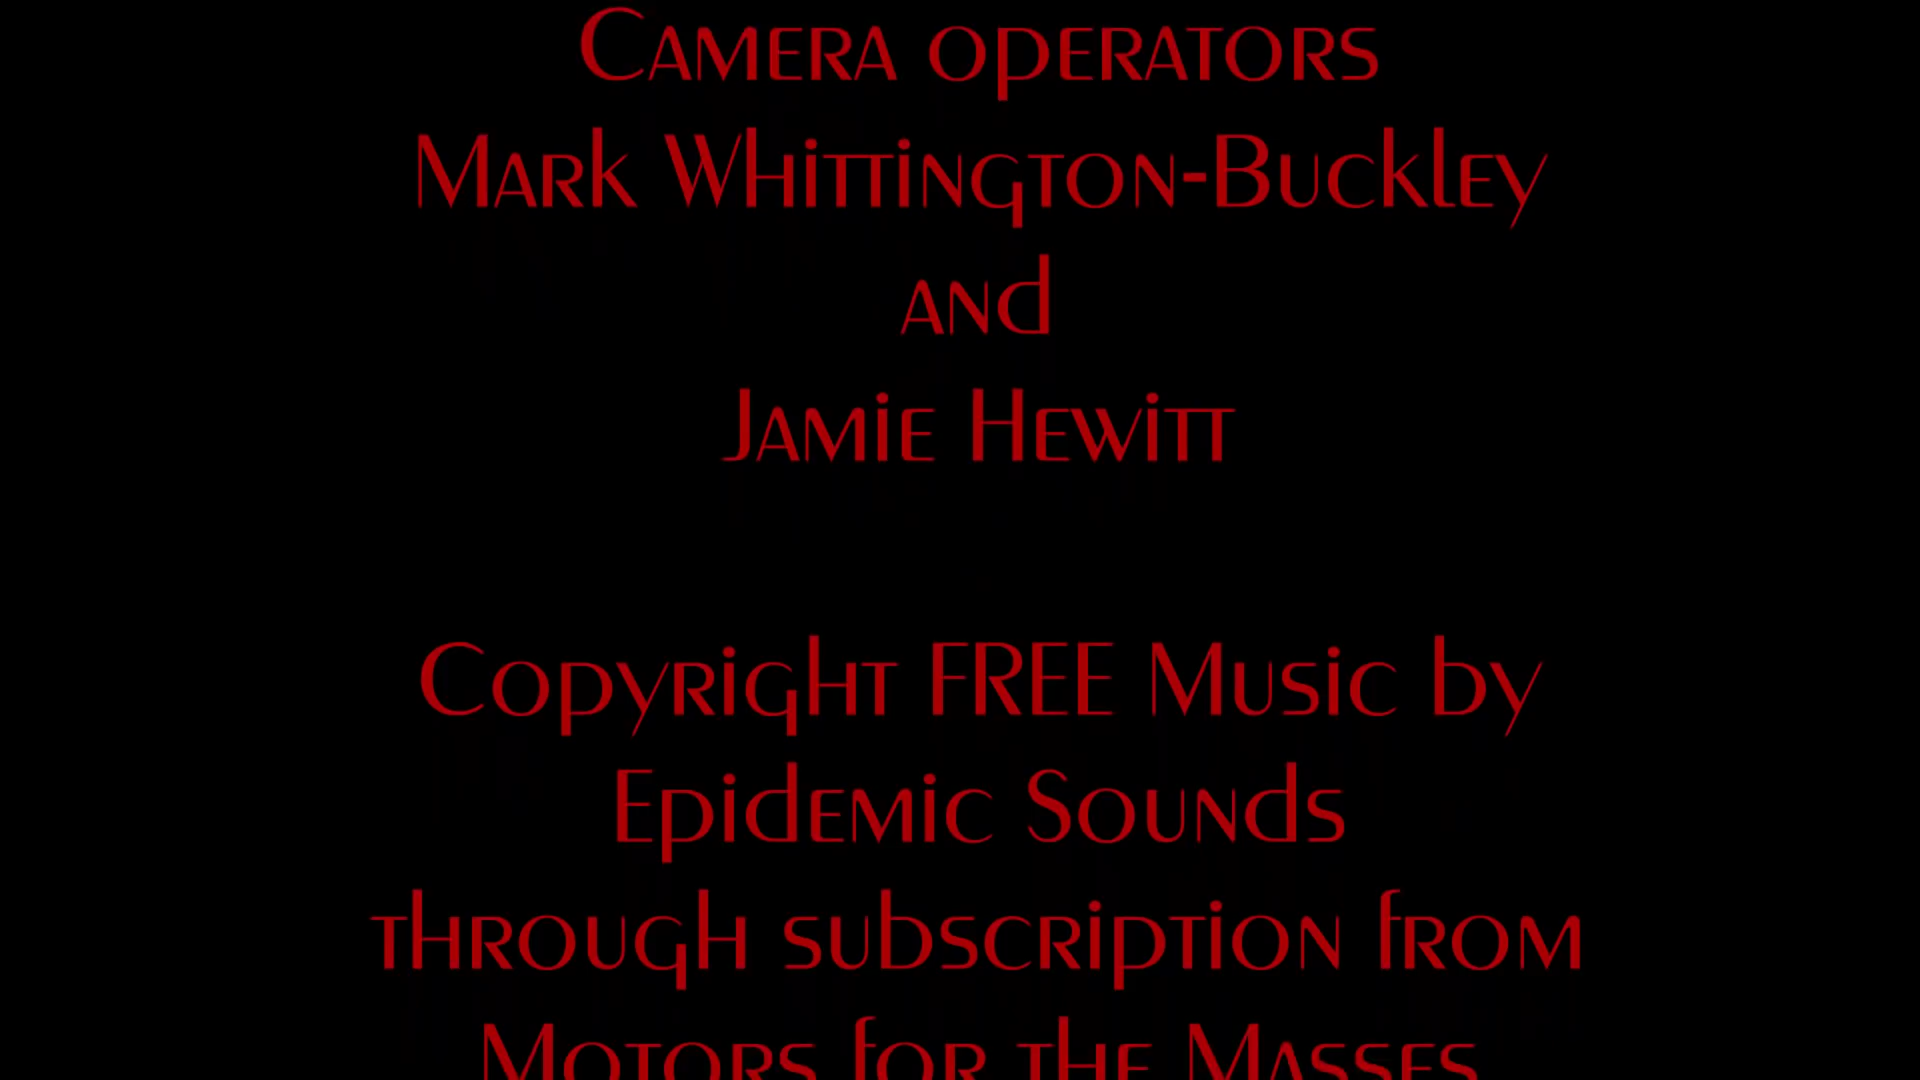 Camera operators
Mark Whittington-Buckley
and
Jamie Hewitt
Copyright FREE Music by
Epidemic Sounds
through subscription from
Motors for the Masses